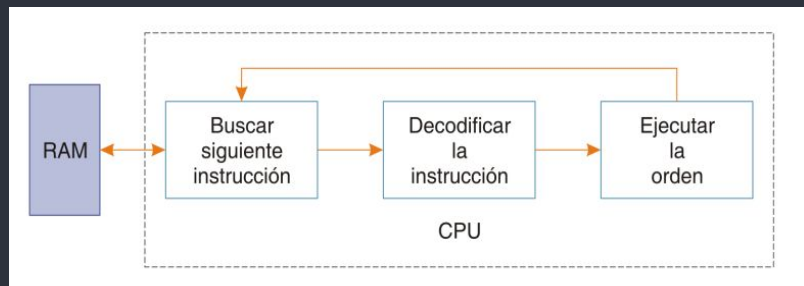 RAM
Buscar
siguiente
instrucción
Decodificar
la
instrucción
Ejecutar
la
orden
CPU